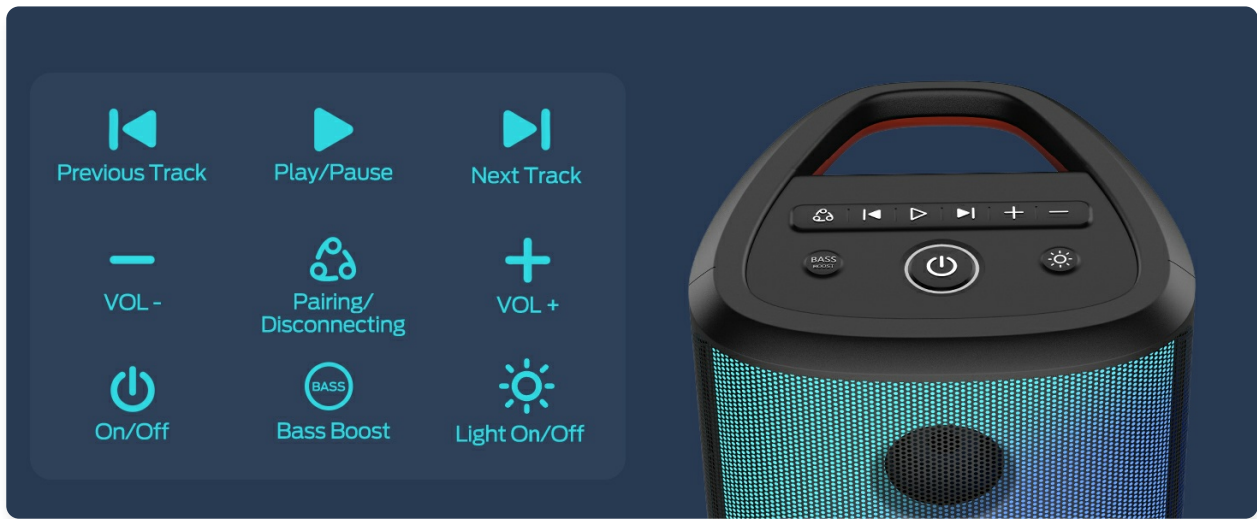 Previous Track
Play/Pause
Next Track
VOL -
Pairing/
Disconnecting
VOL +
On/Off
BASS
Bass Boost
Light On/Off
BASS
BOOST